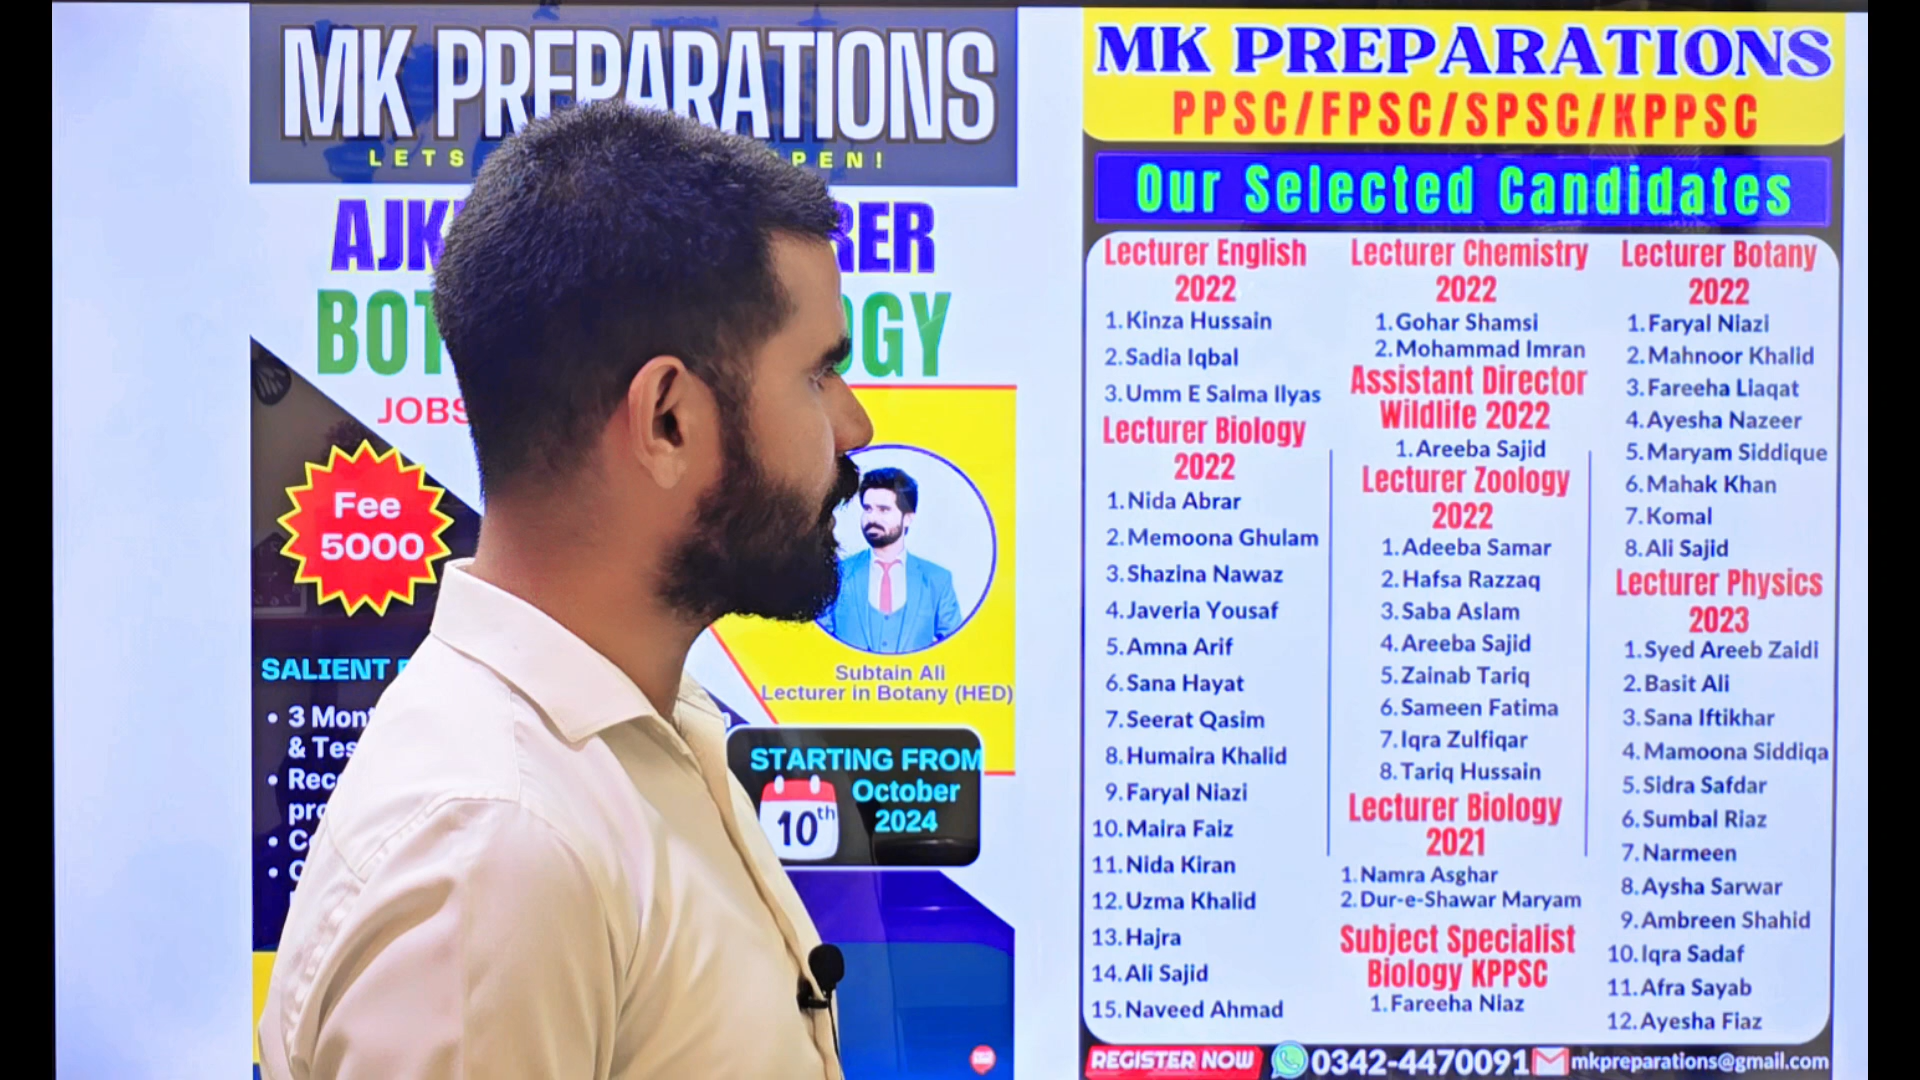 MK PREPARATIONS
LETS
PEN!
JOBS
Fee
5000
Subtain Ali
Lecturer in Botany (HED)
SALIENT
• 3
& 
STARTING FROM
October
10th
2024
MK PREPARATIONS
PPSC/FPSC/SPSC/KPPSC
Our Selected Candidates
Lecturer English
2022
1. Kinza Hussain
2. Sadia Iqbal
3. Umm E Salma Ilyas
Lecturer Biology
2022
1. Nida Abrar
2. Memoona Ghulam
3. Shazina Nawaz
4. Javeria Yousaf
5. Amna Arif
6. Sana Hayat
7. Seerat Qasim
8. Humaira Khalid
9. Faryal Niazi
10. Maira Faiz
11. Nida Kiran
12. Uzma Khalid
13. Hajra
14. Ali Sajid
15. Naveed Ahmad
Lecturer Chemistry
2022
1. Gohar Shamsi
2. Mohammad Imran
Assistant Director
Wildlife 2022
1. Areeba Sajid
Lecturer Zoology
2022
1. Adeeba Samar
2. Hafsa Razzaq
3. Saba Aslam
4. Areeba Sajid
5. Zainab Tariq
6. Sameen Fatima
7. Iqra Zulfiqar
8. Tariq Hussain
Lecturer Biology
2021
1. Namra Asghar
2. Dur-e-Shawar Maryam
Subject Specialist
Biology KPPSC
1. Fareeha Niaz
Lecturer Botany
2022
1. Faryal Niazi
2. Mahnoor Khalid
3. Fareeha Liaqat
4. Ayesha Nazeer
5. Maryam Siddique
6. Mahak Khan
7. Komal
8. Ali Sajid
Lecturer Physics
2023
1. Syed Areeb Zaidi
2. Basit Ali
3. Sana Iftikhar
4. Mamoona Siddiqa
5. Sidra Safdar
6. Sumbal Riaz
7. Narmeen
8. Aysha Sarwar
9. Ambreen Shahid
10. Iqra Sadaf
11. Afra Sayab
12. Ayesha Fiaz
REGISTER NOW 0342-4470091 mkpreparations@gmail.com